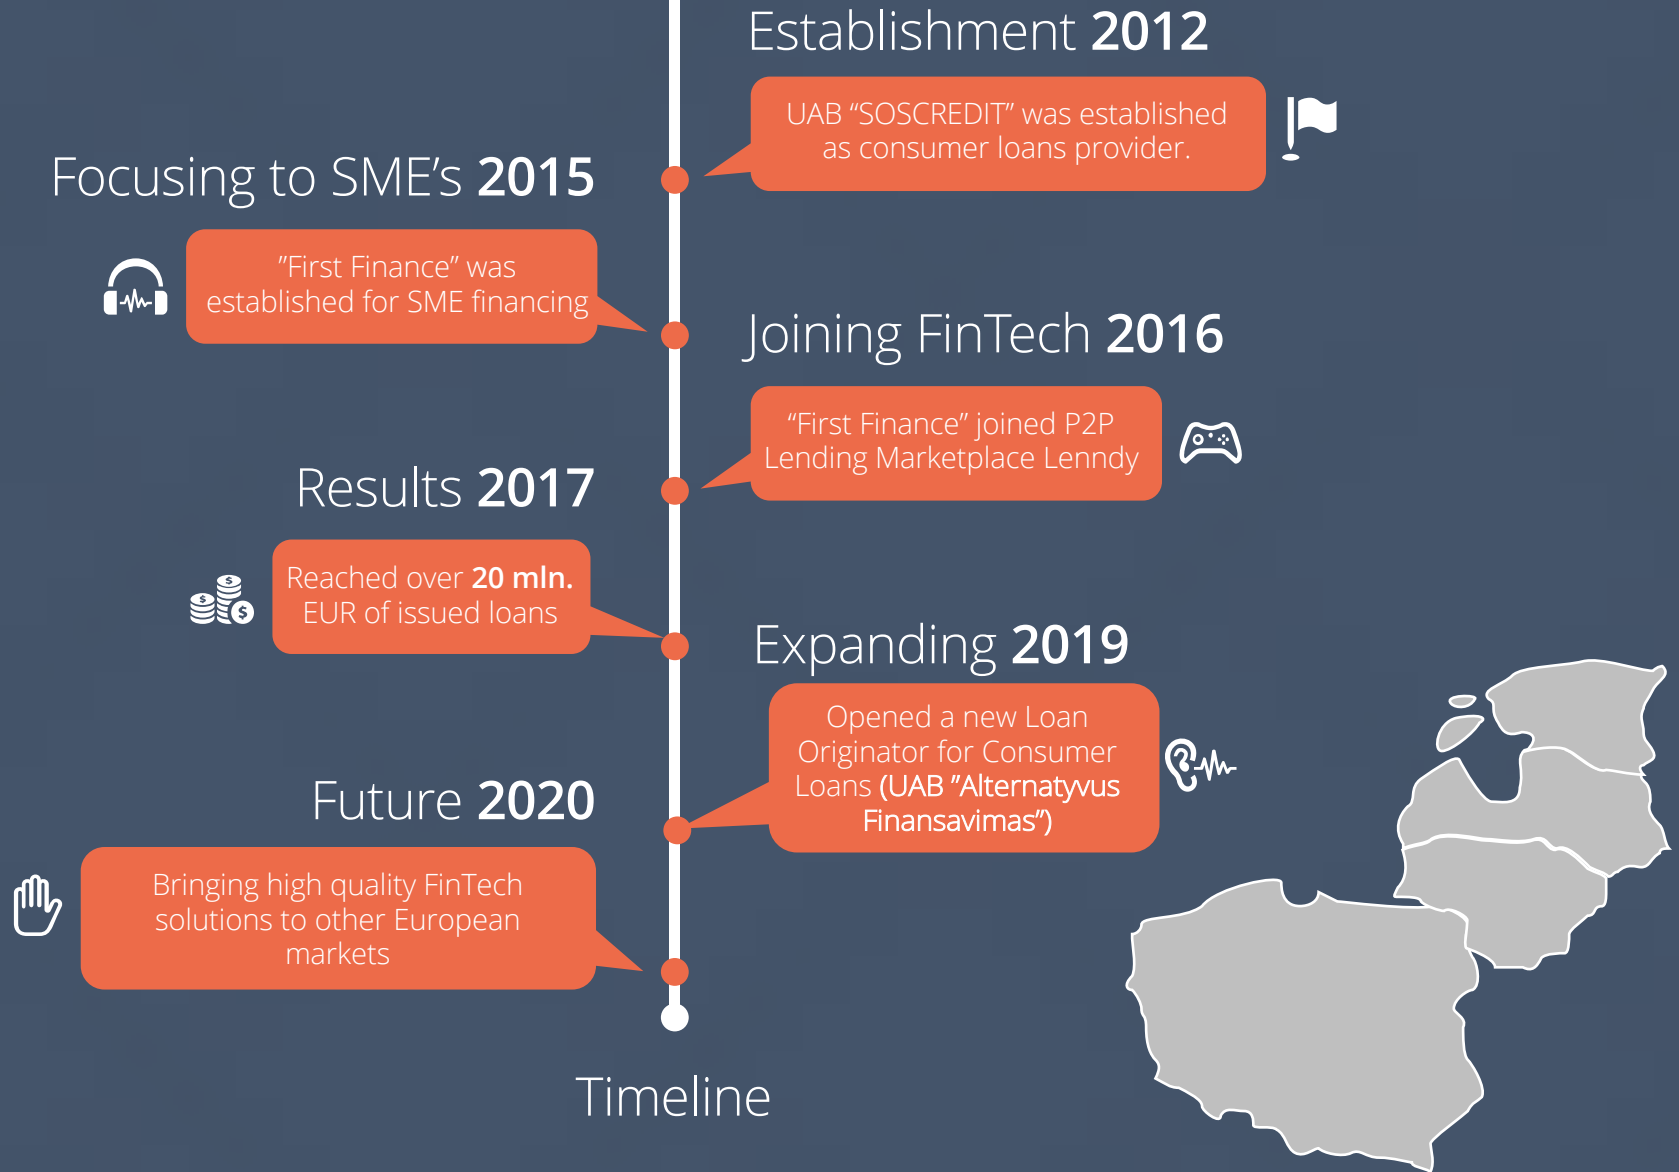 Establishment 2012
UAB “SOSCREDIT” was established
as consumer loans provider.
Focusing to SME’s 2015
”First Finance” was
established for SME financing
Joining FinTech 2016
“First Finance” joined P2P
Lending Marketplace Lenndy
Results 2017
Reached over 20 mln.
EUR of issued loans
Expanding 2019
Opened a new Loan
Originator for Consumer
Loans (UAB ”Alternatyvus
Finansavimas”)
Future 2020
Bringing high quality FinTech
solutions to other European
markets
Timeline